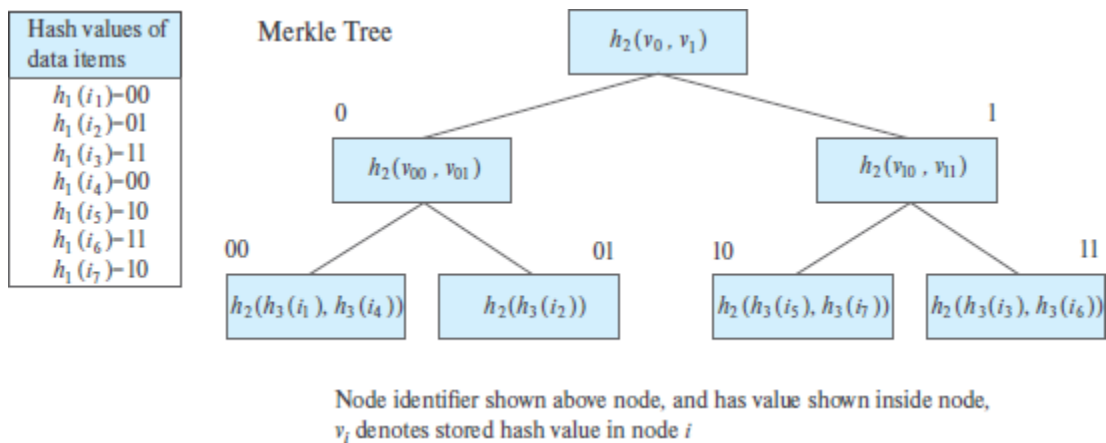 Hash values of
data items
h₁(i₁)=00
h₁(i₂)=01
h₁(i₃)=11
h₁(i₄)=00
h₁(i₅)=10
h₁(i₆)=11
h₁(i₇)=10
Merkle Tree
h₂(v₀ , v₁)
0
1
h₂(v₀₀ , v₀₁)
h₂(v₁₀ , v₁₁)
00
01
10
11
h₂(h₃(i₁), h₃(i₄))
h₂(h₃(i₂))
h₂(h₃(i₅), h₃(i₇))
h₂(h₃(i₃), h₃(i₆))
Node identifier shown above node, and has value shown inside node,
vᵢ denotes stored hash value in node i